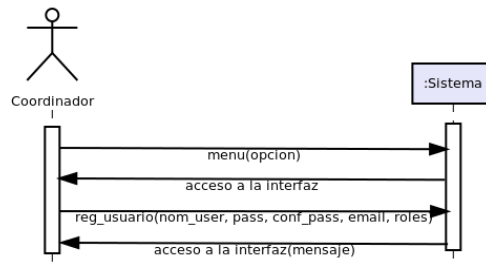 Coordinador
:Sistema
menu(opcion)
acceso a la interfaz
reg_usuario(nom_user, pass, conf_pass, email, roles)
acceso a la interfaz(mensaje)